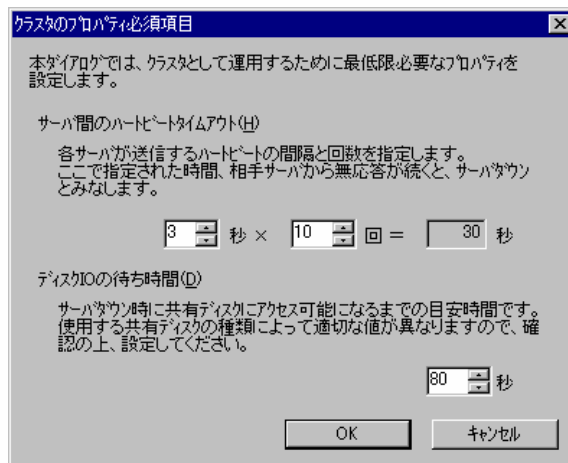 クラスタのプロパティ必須項目
本ダイアログでは、クラスタとして運用するために最低限必要なプロパティを
設定します。
サーバ間のハートビートタイムアウト(H)
各サーバが送信するハートビートの間隔と回数を指定します。
ここで指定された時間、相手サーバから無応答が続くと、サーバダウン
とみなします。
3 秒 × 10 回 = 30 秒
ディスクIOの待ち時間(D)
サーバダウン時に共有ディスクにアクセス可能になるまでの目安時間です。
使用する共有ディスクの種類によって適切な値が異なりますので、確
認の上、設定してください。
80 秒
OK キャンセル